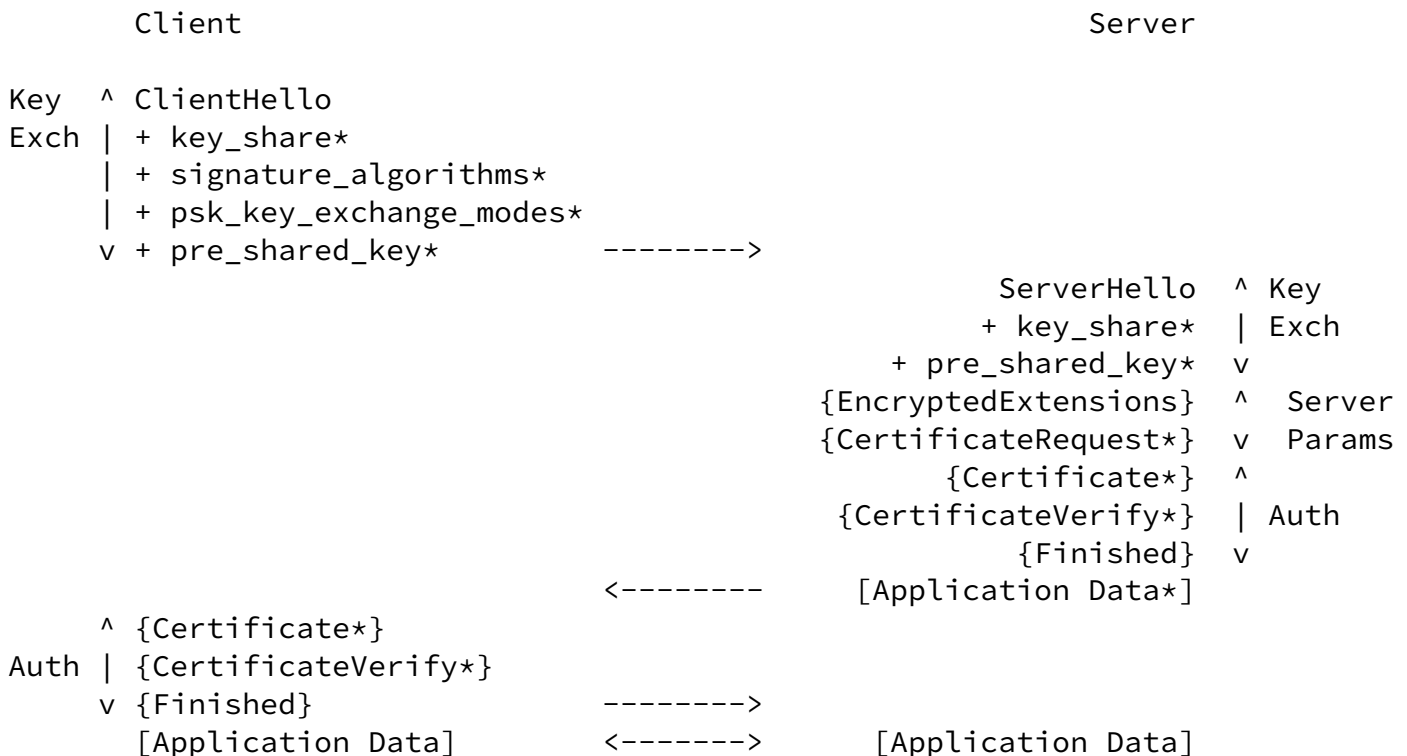 Client                                               Server

Key  ^ ClientHello
Exch | + key_share*
     | + signature_algorithms*
     | + psk_key_exchange_modes*
     v + pre_shared_key*         -------->
                                                       ServerHello  ^ Key
                                                      + key_share*  | Exch
                                                 + pre_shared_key*  v
                                             {EncryptedExtensions}  ^  Server
                                             {CertificateRequest*}  v  Params
                                                    {Certificate*}  ^
                                              {CertificateVerify*}  | Auth
                                                        {Finished}  v
                                 <--------     [Application Data*]
     ^ {Certificate*}
Auth | {CertificateVerify*}
     v {Finished}                -------->
       [Application Data]        <------->      [Application Data]